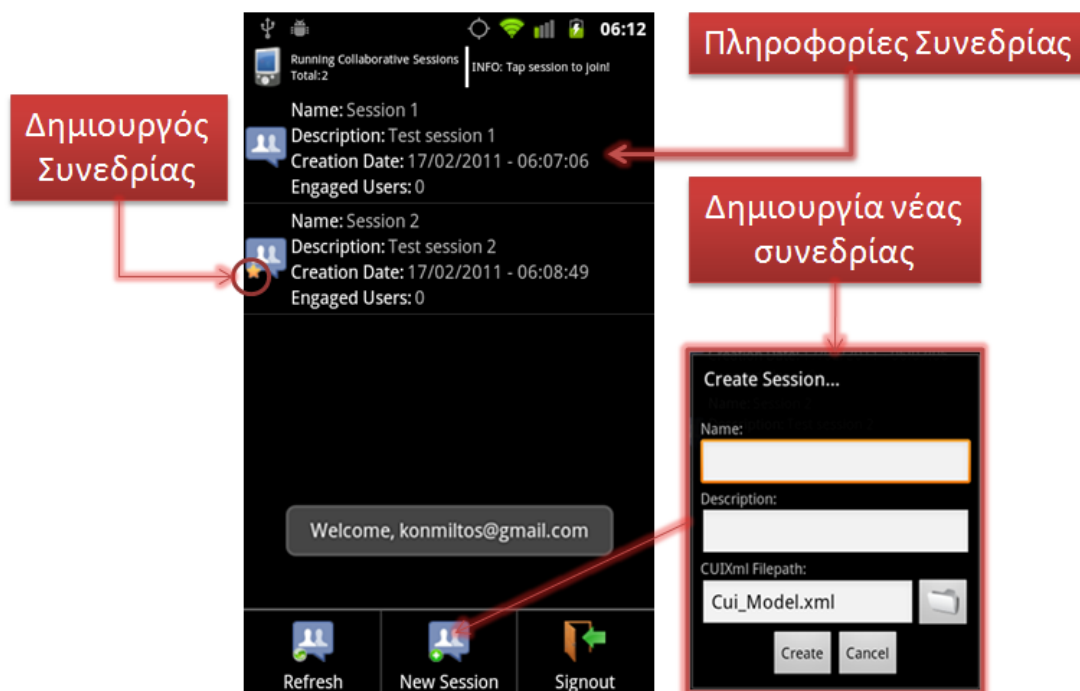 06:12
Running Collaborative Sessions
Total:2
INFO: Tap session to join!
Πληροφορίες Συνεδρίας
Δημιουργός
Συνεδρίας
Name: Session 1
Description: Test session 1
Creation Date: 17/02/2011 - 06:07:06
Engaged Users: 0
Name: Session 2
Description: Test session 2
Creation Date: 17/02/2011 - 06:08:49
Engaged Users: 0
Δημιουργία νέας
συνεδρίας
Welcome, konmiltos@gmail.com
Refresh
New Session
Signout
Create Session...
Name:
Description:
CUIXml Filepath:
Cui_Model.xml
Create
Cancel